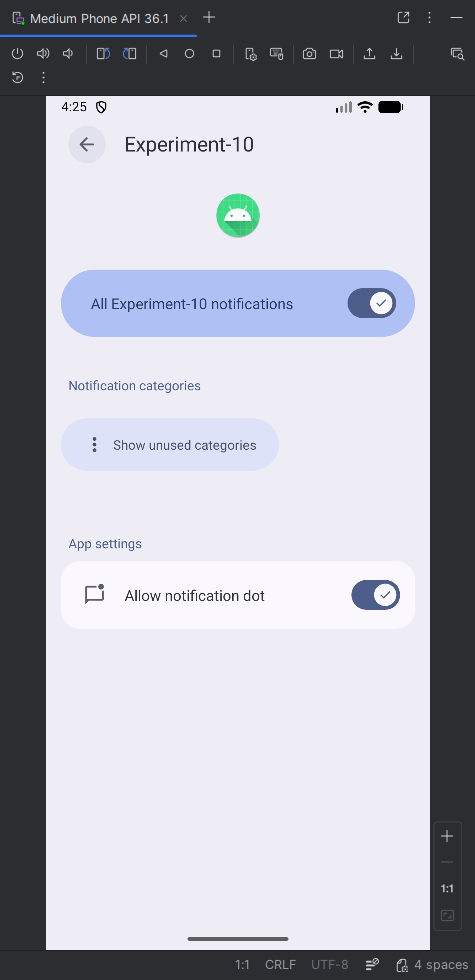 Medium Phone API 36.1
4:25
Experiment-10
All Experiment-10 notifications
Notification categories
Show unused categories
App settings
Allow notification dot
1:1
1:1 CRLF UTF-8 4 spaces